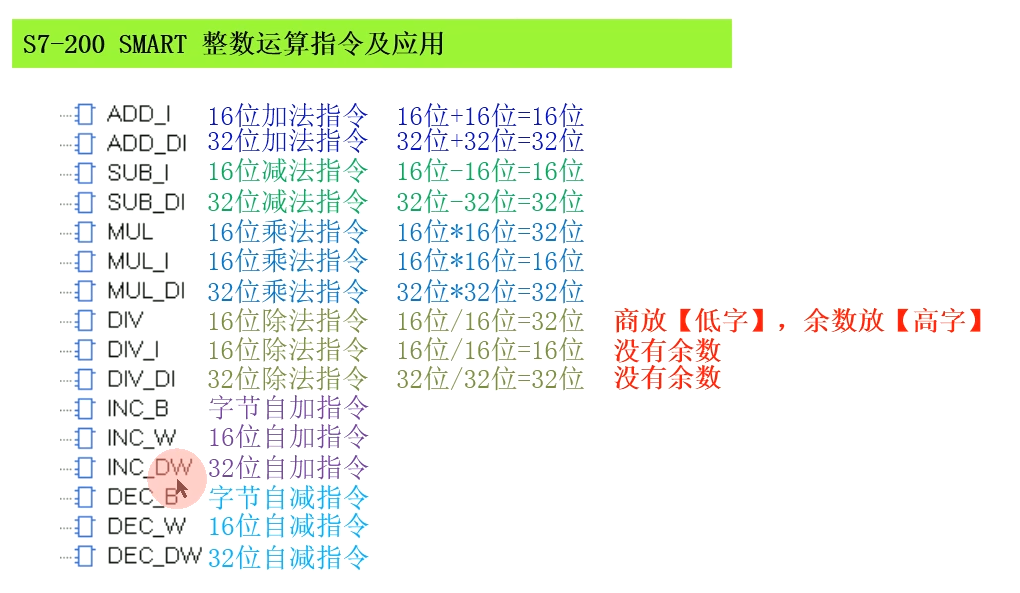 S7-200 SMART 整数运算指令及应用
ADD_I 16位加法指令 16位+16位=16位
ADD_DI 32位加法指令 32位+32位=32位
SUB_I 16位减法指令 16位-16位=16位
SUB_DI 32位减法指令 32位-32位=32位
MUL 16位乘法指令 16位*16位=32位
MUL_I 16位乘法指令 16位*16位=16位
MUL_DI 32位乘法指令 32位*32位=32位
DIV 16位除法指令 16位/16位=32位 商放【低字】，余数放【高字】
DIV_I 16位除法指令 16位/16位=16位 没有余数
DIV_DI 32位除法指令 32位/32位=32位 没有余数
INC_B 字节自加指令
INC_W 16位自加指令
INC_DW 32位自加指令
DEC_B 字节自减指令
DEC_W 16位自减指令
DEC_DW 32位自减指令